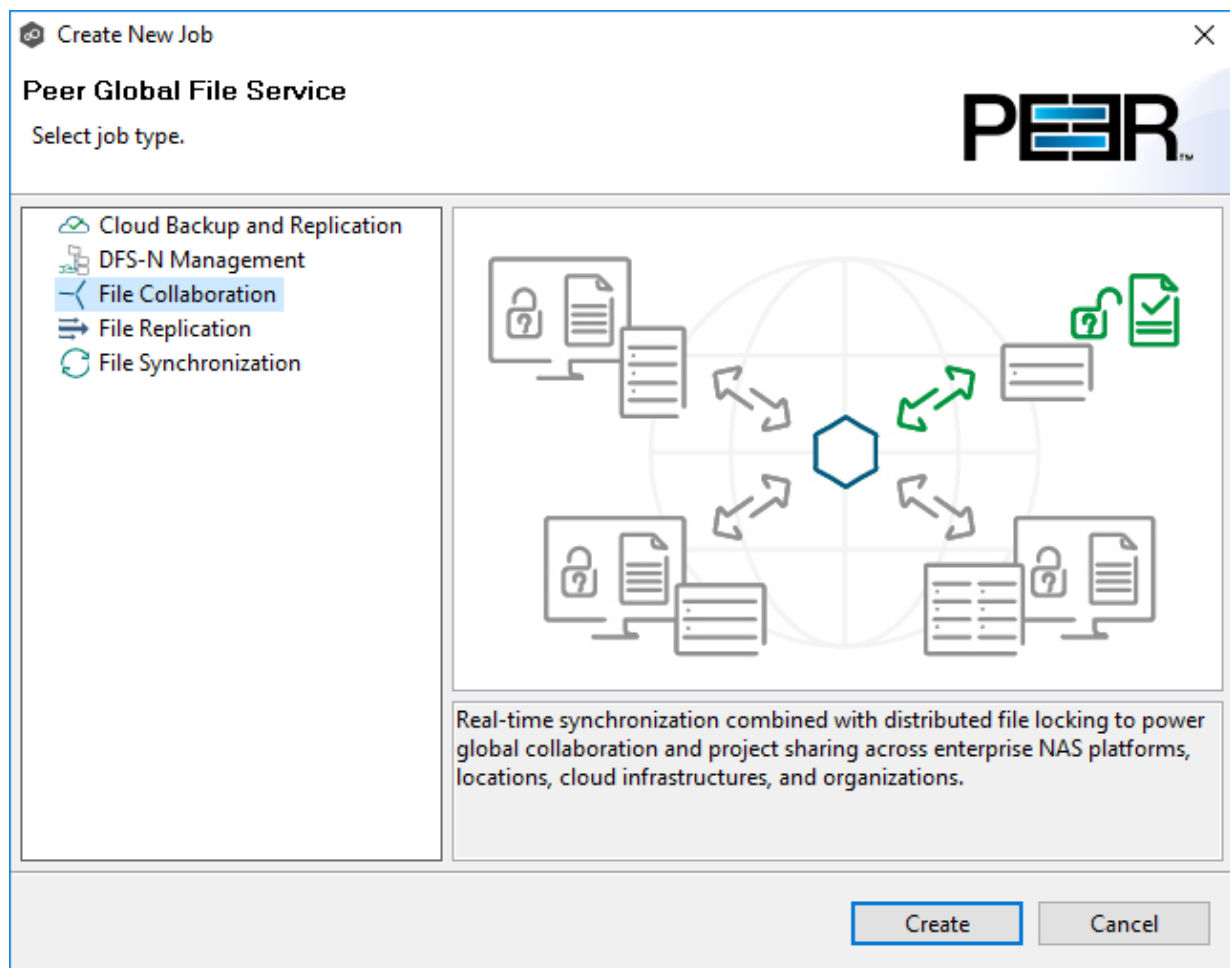 Create New Job
Peer Global File Service
Select job type.
PEER™
Cloud Backup and Replication
DFS-N Management
File Collaboration
File Replication
File Synchronization
?
?
?
?
?
Real-time synchronization combined with distributed file locking to power
global collaboration and project sharing across enterprise NAS platforms,
locations, cloud infrastructures, and organizations.
Create
Cancel